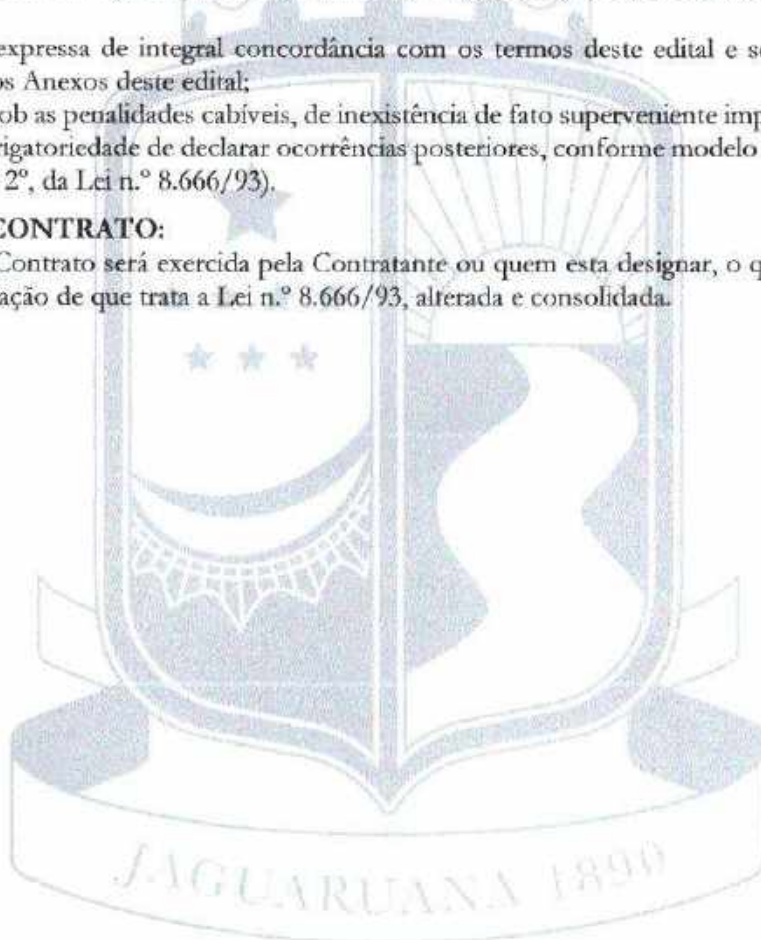 expressa de integral concordância com os termos deste edital e
os Anexos deste edital;
ob as penalidades cabíveis, de inexistência de fato superveniente imp
rigatoriedade de declarar ocorrências posteriores, conforme modelo
2º, da Lei n.º 8.666/93).
CONTRATO:
Contrato será exercida pela Contratante ou quem esta designar, o q
ação de que trata a Lei n.º 8.666/93, alterada e consolidada.
JAGUARUANA 1890